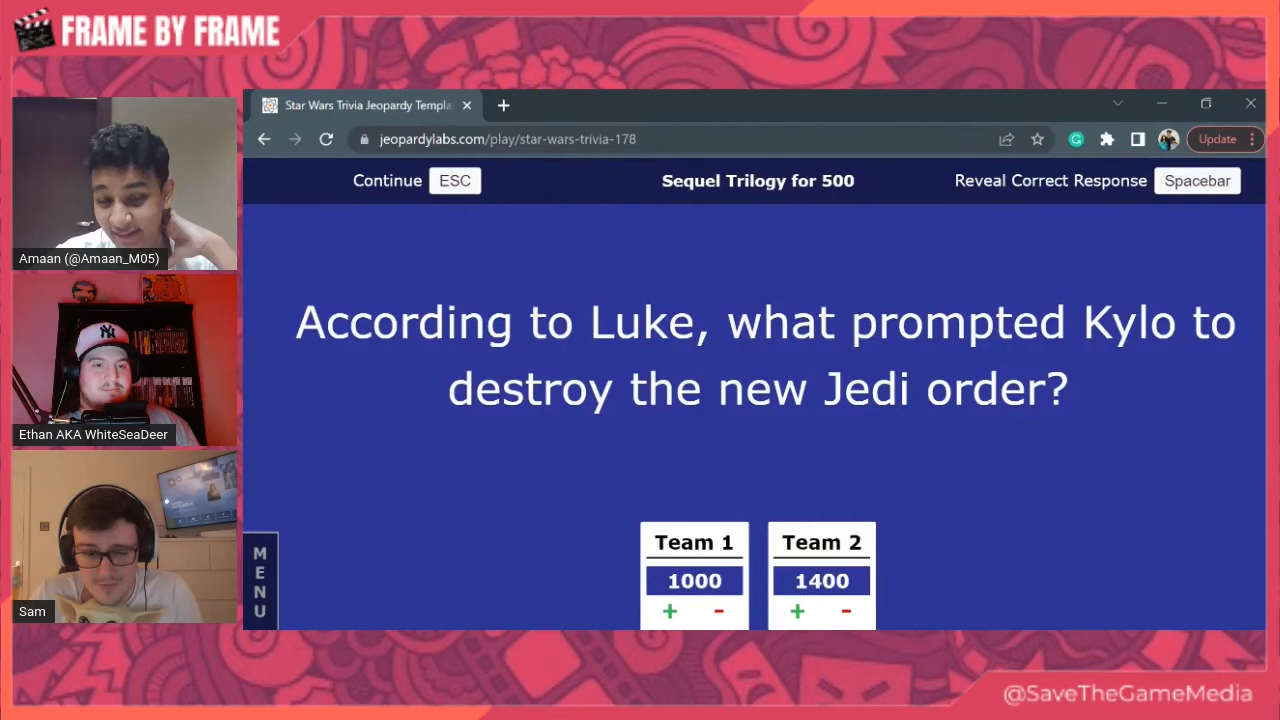 FRAME BY FRAME
Star Wars Trivia Jeopardy Templa
jeopardylabs.com/play/star-wars-trivia-178
Update
Continue ESC
Sequel Trilogy for 500
Reveal Correct Response Spacebar
Amaan (@Amaan_M05)
Ethan AKA WhiteSeaDeer
Sam
According to Luke, what prompted Kylo to
destroy the new Jedi order?
MENU
Team 1
1000
+ -
Team 2
1400
+ -
@SaveTheGameMedia